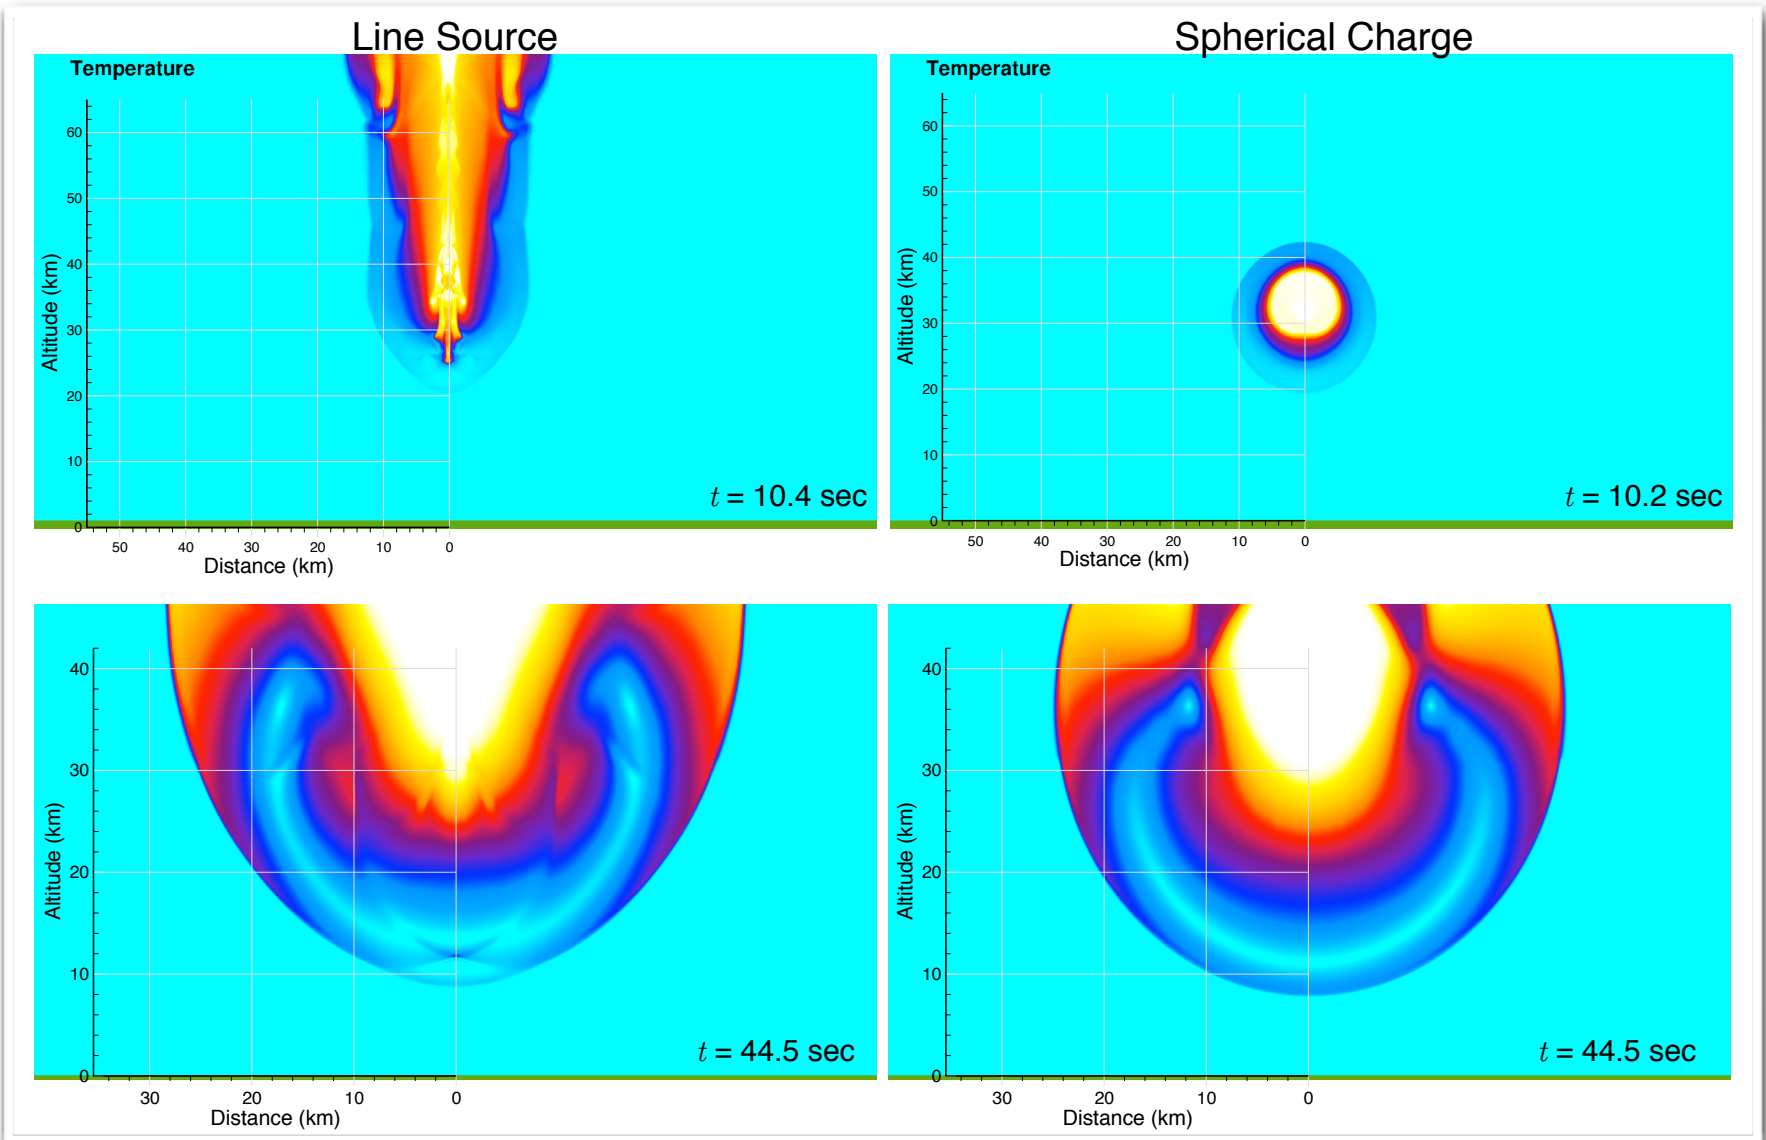 Line Source
Spherical Charge
Temperature
60
50
40
30
20
10
0
Altitude (km)
50 40 30 20 10 0
Distance (km)
t = 10.4 sec
Temperature
60
50
40
30
20
10
0
Altitude (km)
50 40 30 20 10 0
Distance (km)
t = 10.2 sec
40
30
20
10
0
Altitude (km)
30 20 10 0
Distance (km)
t = 44.5 sec
40
30
20
10
0
Altitude (km)
30 20 10 0
Distance (km)
t = 44.5 sec